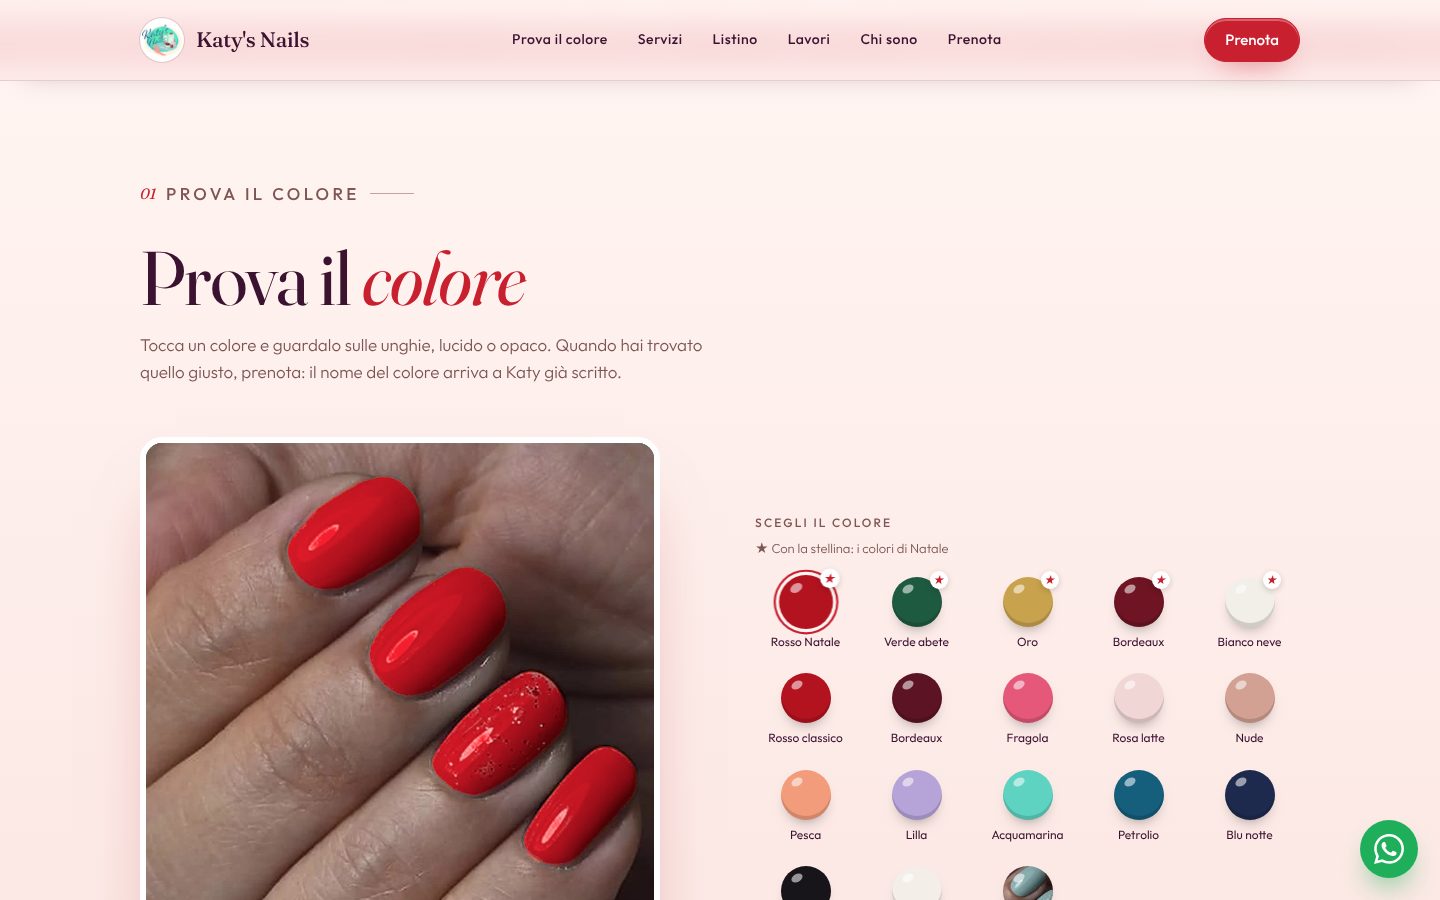 Katy's Nails
Prova il colore
Servizi
Listino
Lavori
Chi sono
Prenota
Prenota
01 PROVA IL COLORE
Prova il colore
Tocca un colore e guardalo sulle unghie, lucido o opaco. Quando hai trovato
quello giusto, prenota: il nome del colore arriva a Katy già scritto.
SCEGLI IL COLORE
★ Con la stellina: i colori di Natale
Rosso Natale
Verde abete
Oro
Bordeaux
Bianco neve
Rosso classico
Bordeaux
Fragola
Rosa latte
Nude
Pesca
Lilla
Acquamarina
Petrolio
Blu notte